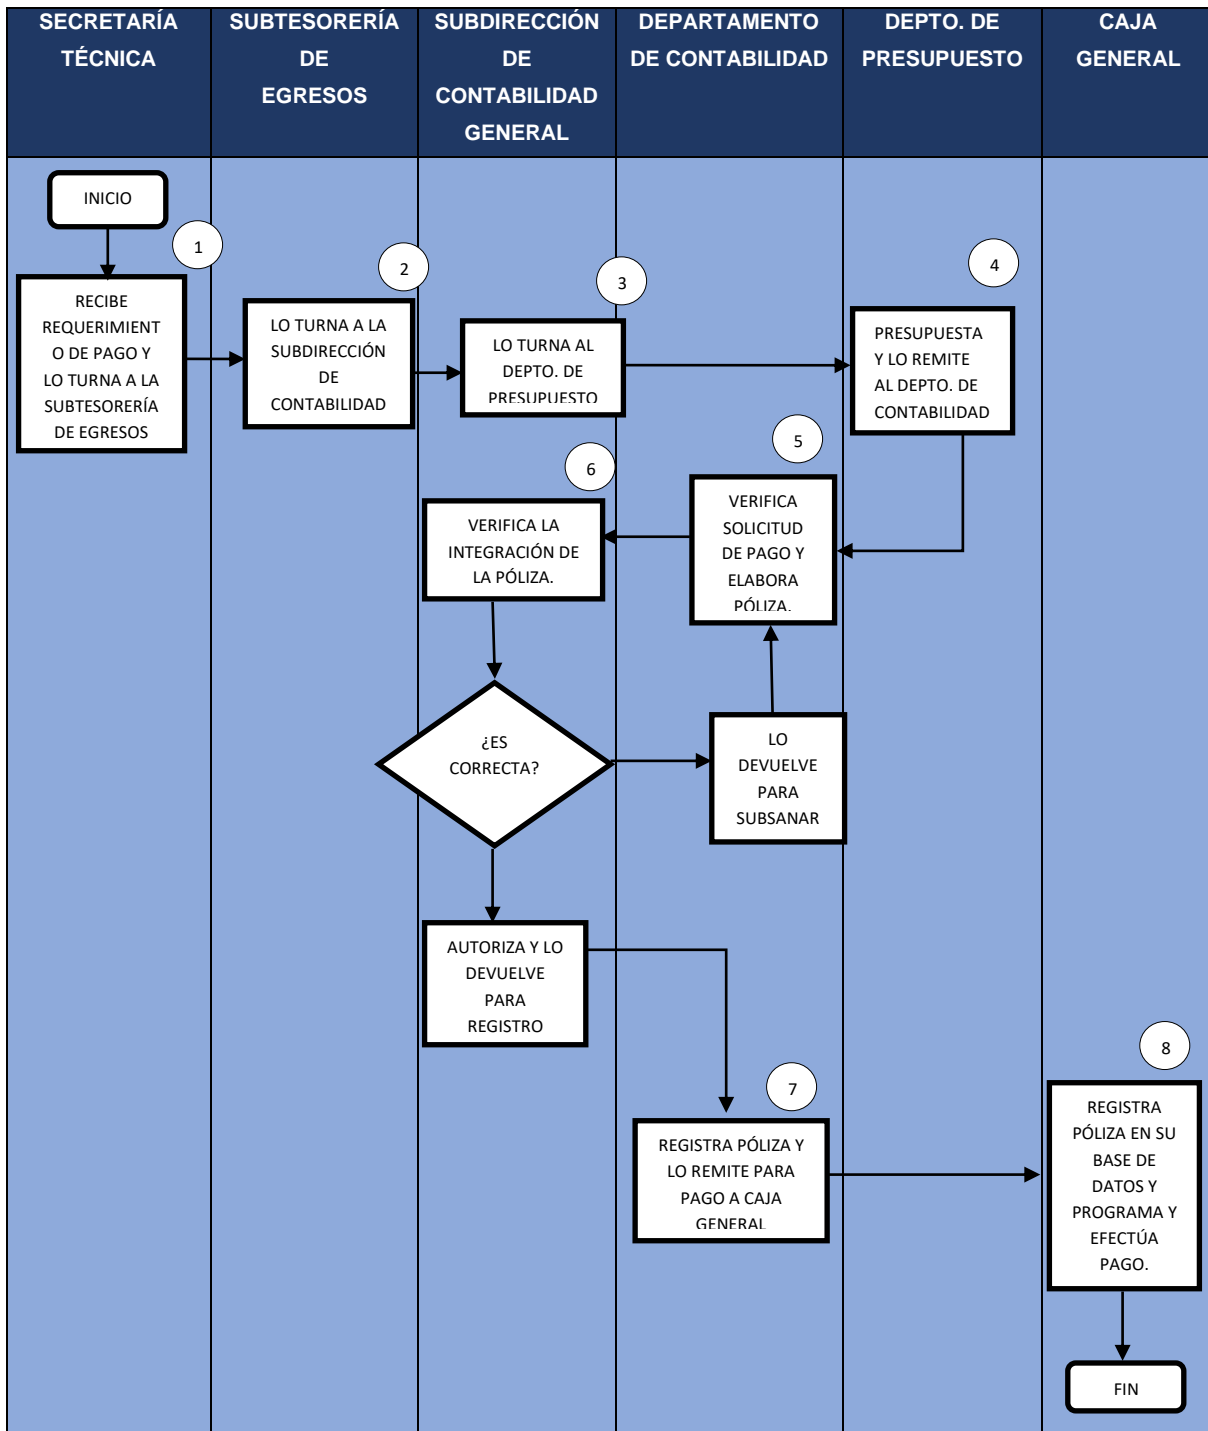 SECRETARÍA
TÉCNICA
SUBTESORERÍA
DE
EGRESOS
SUBDIRECCIÓN
DE
CONTABILIDAD
GENERAL
DEPARTAMENTO
DE CONTABILIDAD
DEPTO. DE
PRESUPUESTO
CAJA
GENERAL
INICIO
1
RECIBE
REQUERIMIENT
O DE PAGO Y
LO TURNA A LA
SUBTESORERÍA
DE EGRESOS
2
LO TURNA A LA
SUBDIRECCIÓN
DE
CONTABILIDAD
3
LO TURNA AL
DEPTO. DE
PRESUPUESTO
4
PRESUPUESTA
Y LO REMITE
AL DEPTO. DE
CONTABILIDAD
5
VERIFICA
SOLICITUD
DE PAGO Y
ELABORA
PÓLIZA.
6
VERIFICA LA
INTEGRACIÓN DE
LA PÓLIZA.
¿ES
CORRECTA?
LO
DEVUELVE
PARA
SUBSANAR
AUTORIZA Y LO
DEVUELVE
PARA
REGISTRO
7
REGISTRA PÓLIZA Y
LO REMITE PARA
PAGO A CAJA
GENERAL
8
REGISTRA
PÓLIZA EN SU
BASE DE
DATOS Y
PROGRAMA Y
EFECTÚA
PAGO.
FIN